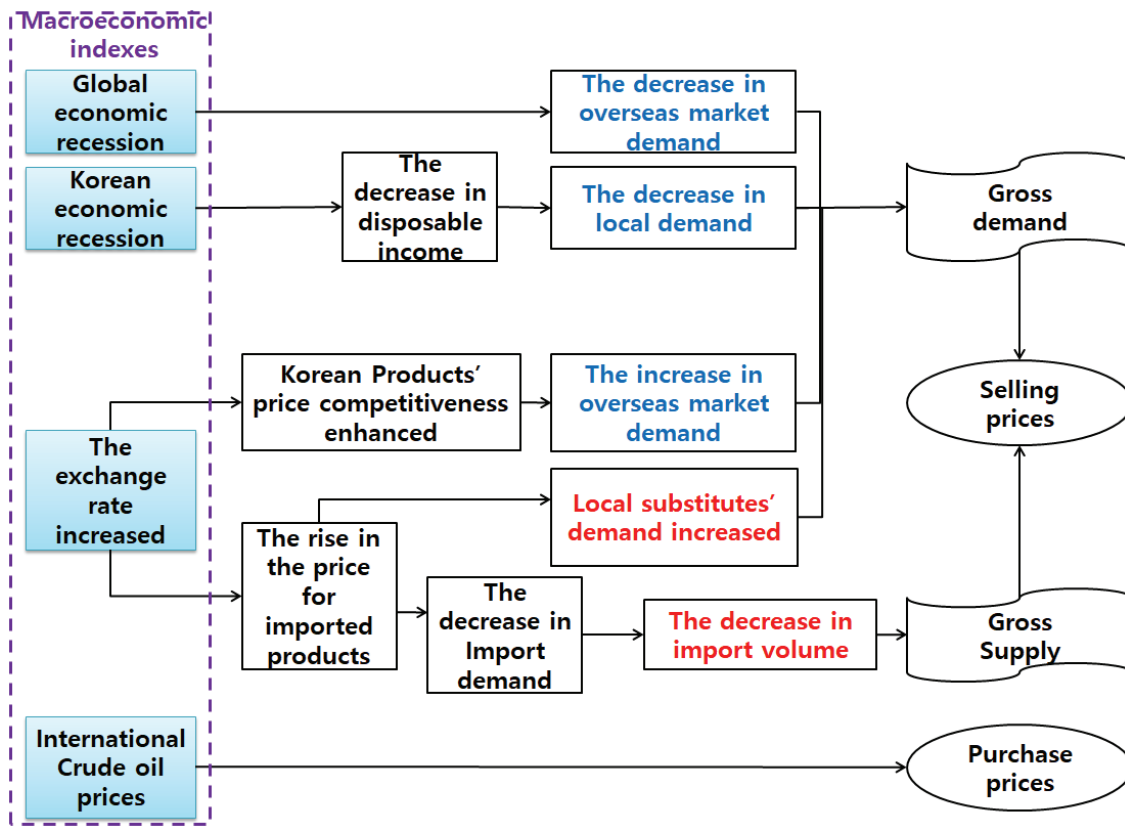 Macroeconomic
indexes
Global
economic
recession
The decrease in
overseas market
demand
Korean
economic
recession
The
decrease in
disposable
income
The decrease in
local demand
Gross
demand
Korean Products’
price competitiveness
enhanced
The increase in
overseas market
demand
Selling
prices
The
exchange
rate
increased
Local substitutes’
demand increased
The rise in
the price
for
imported
products
The
decrease in
Import
demand
The decrease in
import volume
Gross
Supply
International
Crude oil
prices
Purchase
prices